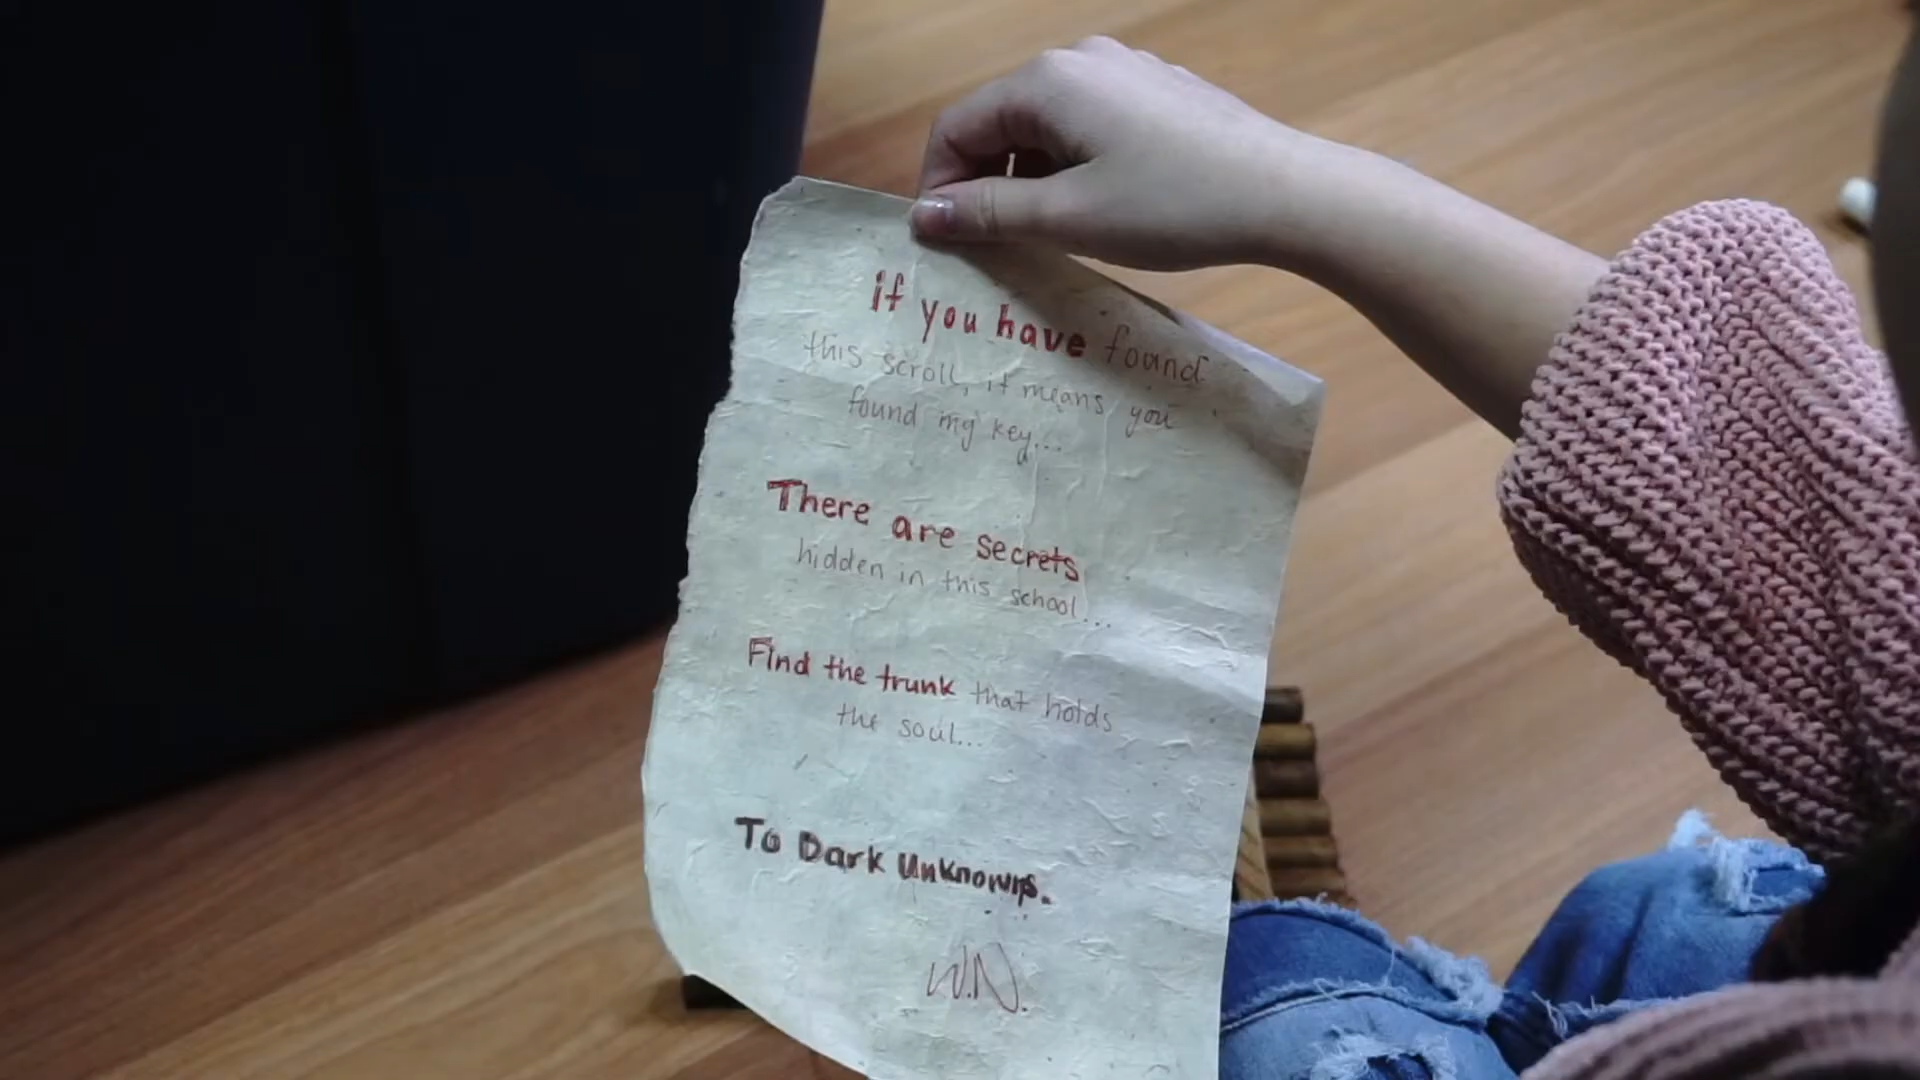 if you have found
this scroll, it means you
found my key...
There are secrets
hidden in this school...
Find the trunk that holds
the soul...
To Dark Unknowns.
W.N.